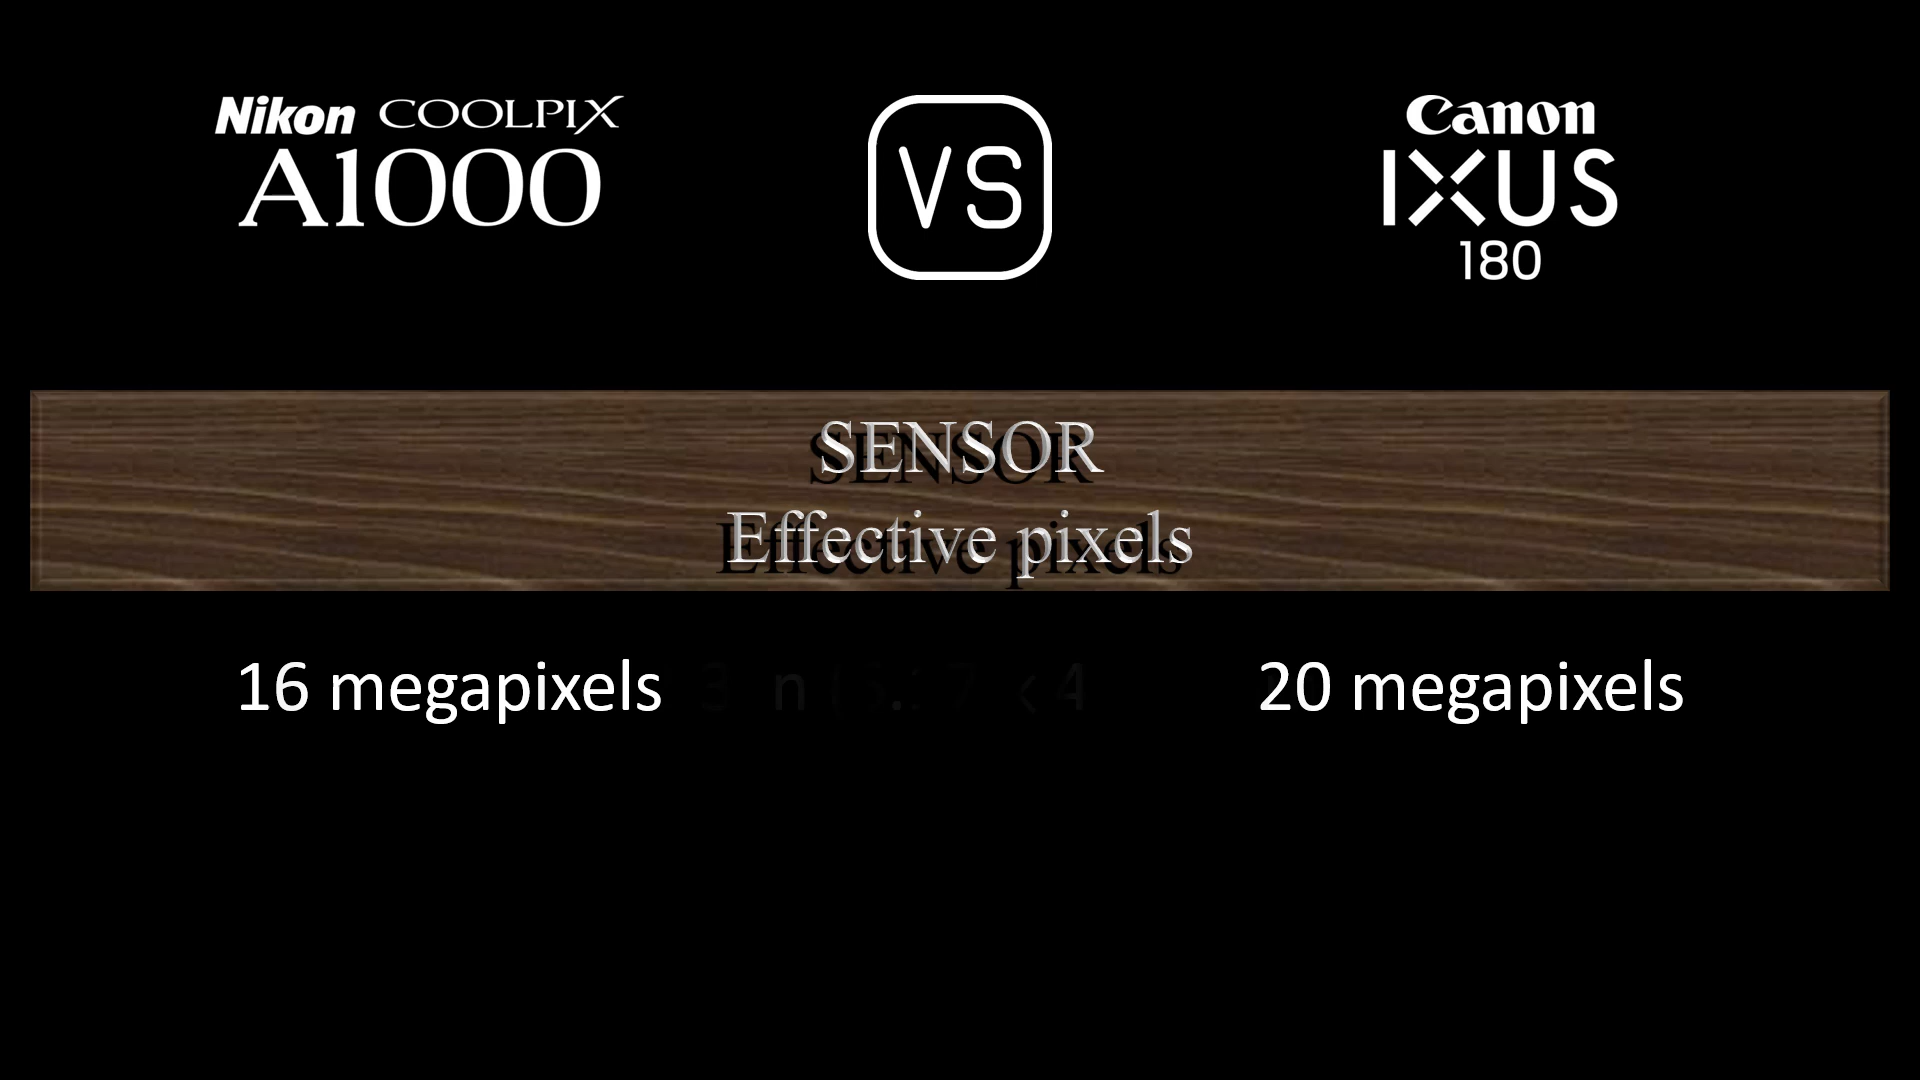 Nikon COOLPIX
A1000
VS
Canon
IXUS
180
SENSOR
Effective pixels
16 megapixels
20 megapixels